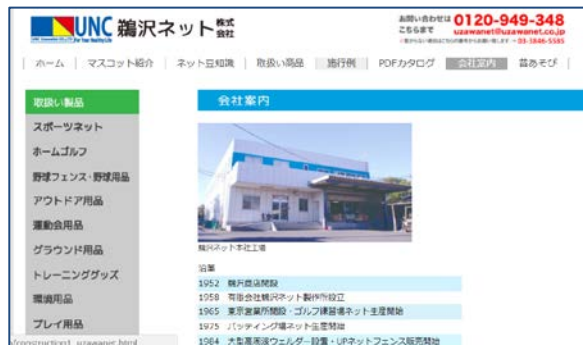 UNC 鵜沢ネット 株式会社
For Your Healthy Life
お問い合わせは こちらまで 0120-949-348
uzawanet@uzawanet.co.jp
03-3846-5585
ホーム | マスコット紹介 | ネット豆知識 | 取扱い商品 | 施行例 | PDFカタログ | 会社案内 | 昔あそび
取扱い製品
スポーツネット
ホームゴルフ
野球フェンス・野球用品
アウトドア用品
運動会用品
グラウンド用品
トレーニンググッズ
環境用品
プレイ用品
会社案内
鵜沢ネット本社工場
沿革
1952 鵜沢商店開設
1958 有限会社鵜沢ネット製作所設立
1965 東京営業所開設・ゴルフ練習場ネット生産開始
1975 バッティング場ネット生産開始
1984 大型高周波ウェルダー設置・UPネットフェンス販売開始